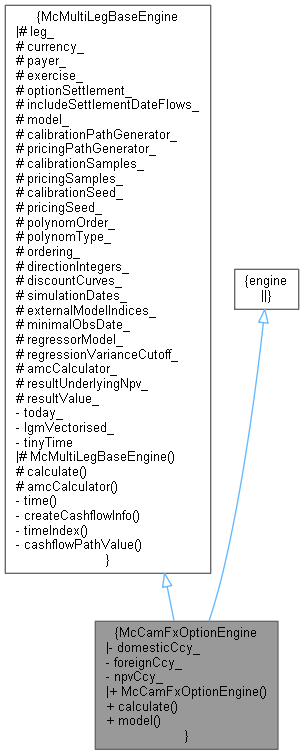 {McMultiLegBaseEngine
|# leg_
# currency_
# payer_
# exercise_
# optionSettlement_
# includeSettlementDateFlows_
# model_
# calibrationPathGenerator_
# pricingPathGenerator_
# calibrationSamples_
# pricingSamples_
# calibrationSeed_
# pricingSeed_
# polynomOrder_
# polynomType_
# ordering_
# directionIntegers_
# discountCurves_
# simulationDates_
# externalModelIndices_
# minimalObsDate_
# regressorModel_
# regressionVarianceCutoff_
# amcCalculator_
# resultUnderlyingNpv_
# resultValue_
- today_
- lgmVectorised_
- tinyTime
|# McMultiLegBaseEngine()
# calculate()
# amcCalculator()
- time()
- createCashflowInfo()
- timeIndex()
- cashflowPathValue()
}
{engine
||}
{McCamFxOptionEngine
|- domesticCcy_
- foreignCcy_
- npvCcy_
|+ McCamFxOptionEngine()
+ calculate()
+ model()
}